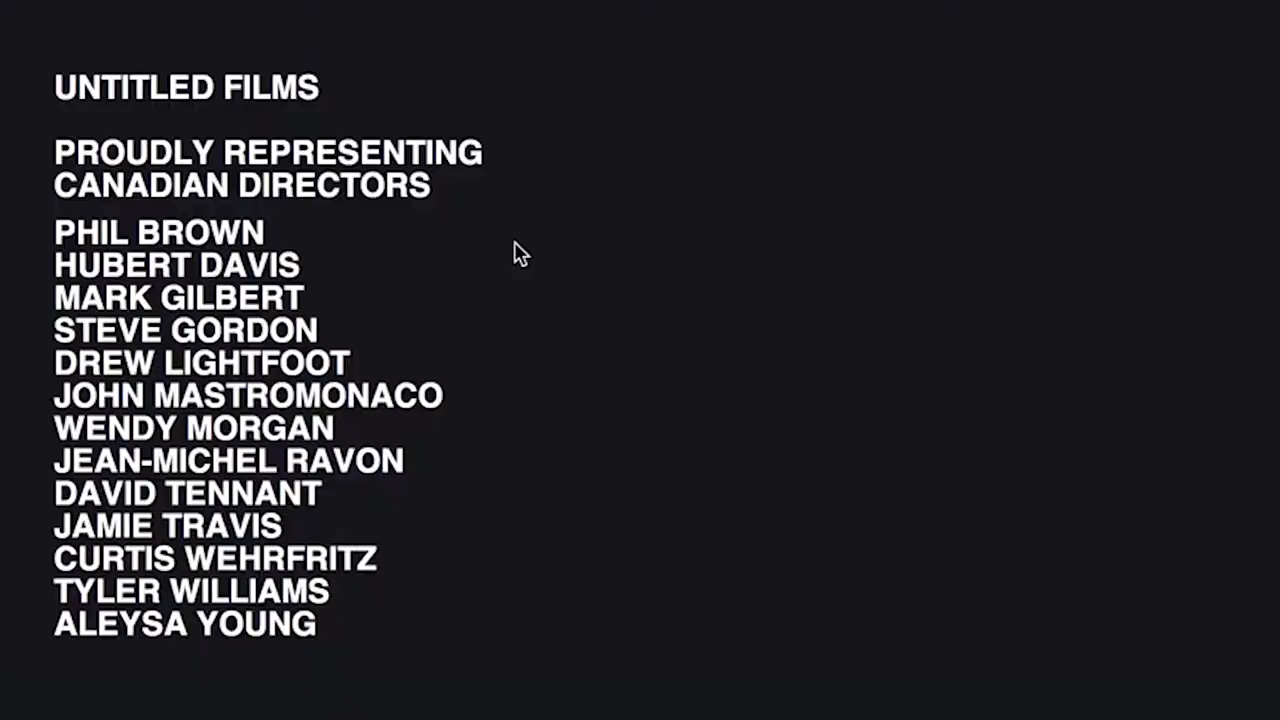 UNTITLED FILMS
PROUDLY REPRESENTING
CANADIAN DIRECTORS
PHIL BROWN
HUBERT DAVIS
MARK GILBERT
STEVE GORDON
DREW LIGHTFOOT
JOHN MASTROMONACO
WENDY MORGAN
JEAN-MICHEL RAVON
DAVID TENNANT
JAMIE TRAVIS
CURTIS WEHRFRITZ
TYLER WILLIAMS
ALEYSA YOUNG